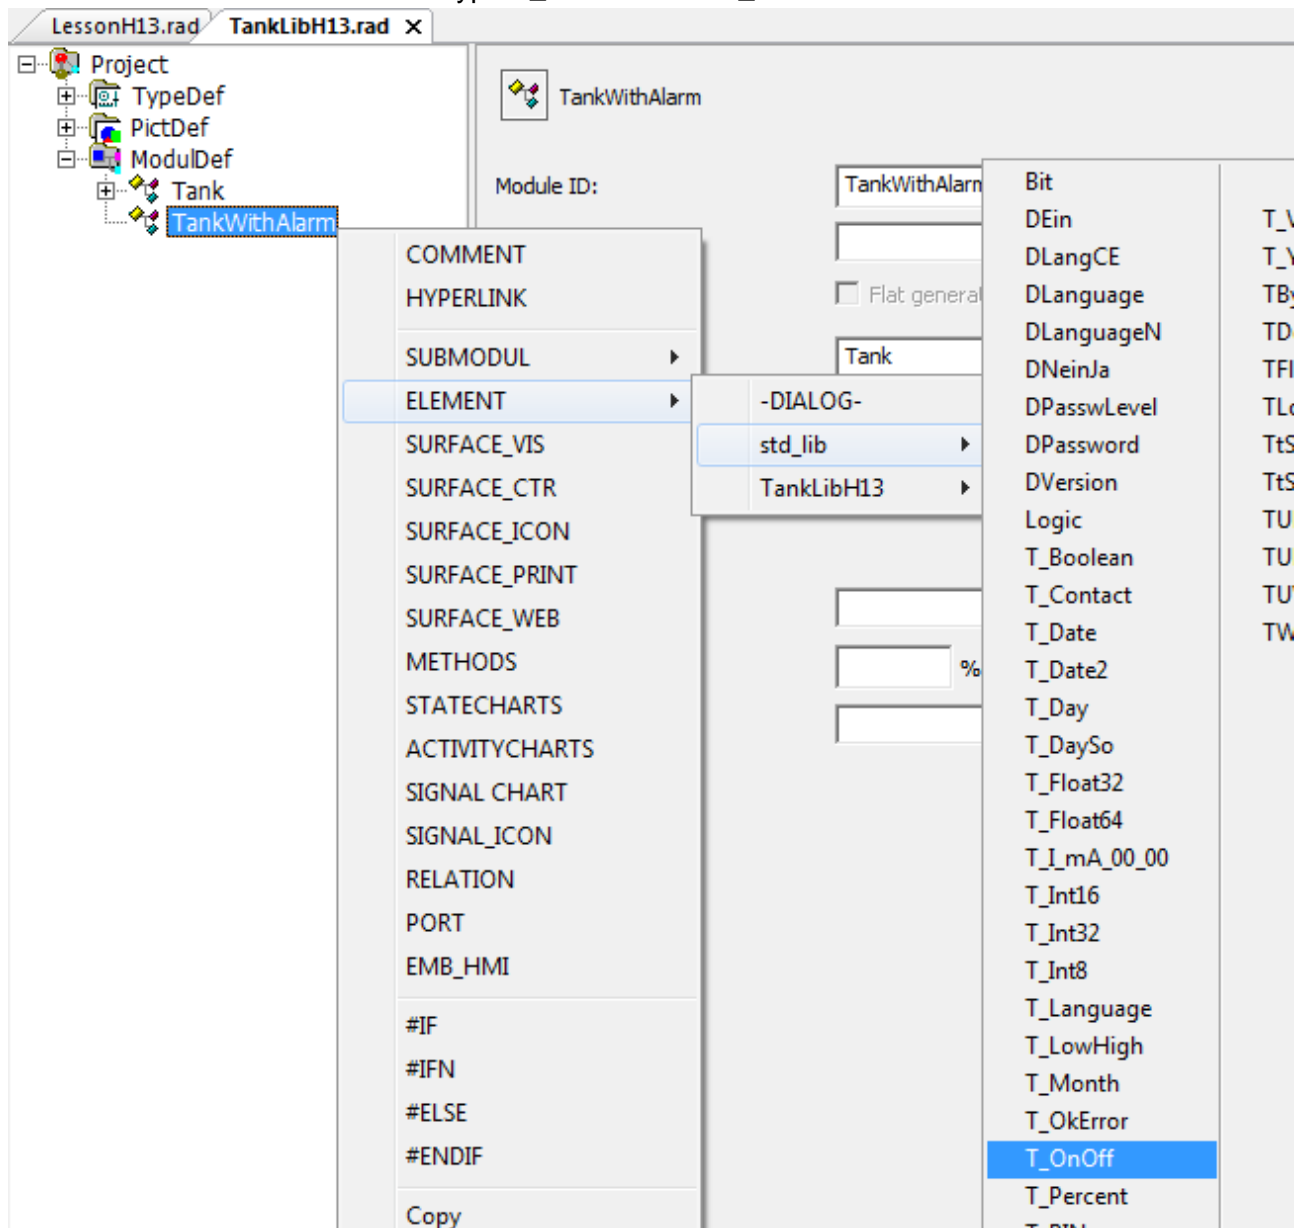 LessonH13.rad
TankLibH13.rad
Project
TypeDef
PictDef
ModulDef
Tank
TankWithAlarm
TankWithAlarm
Module ID:
TankWithAlarm
Flat general
Tank
%
COMMENT
HYPERLINK
SUBMODUL
ELEMENT
SURFACE_VIS
SURFACE_CTR
SURFACE_ICON
SURFACE_PRINT
SURFACE_WEB
METHODS
STATECHARTS
ACTIVITYCHARTS
SIGNAL CHART
SIGNAL_ICON
RELATION
PORT
EMB_HMI
#IF
#IFN
#ELSE
#ENDIF
Copy
-DIALOG-
std_lib
TankLibH13
Bit
DEin
DLangCE
DLanguage
DLanguageN
DNeinJa
DPasswLevel
DPassword
DVersion
Logic
T_Boolean
T_Contact
T_Date
T_Date2
T_Day
T_DaySo
T_Float32
T_Float64
T_I_mA_00_00
T_Int16
T_Int32
T_Int8
T_Language
T_LowHigh
T_Month
T_OkError
T_OnOff
T_Percent